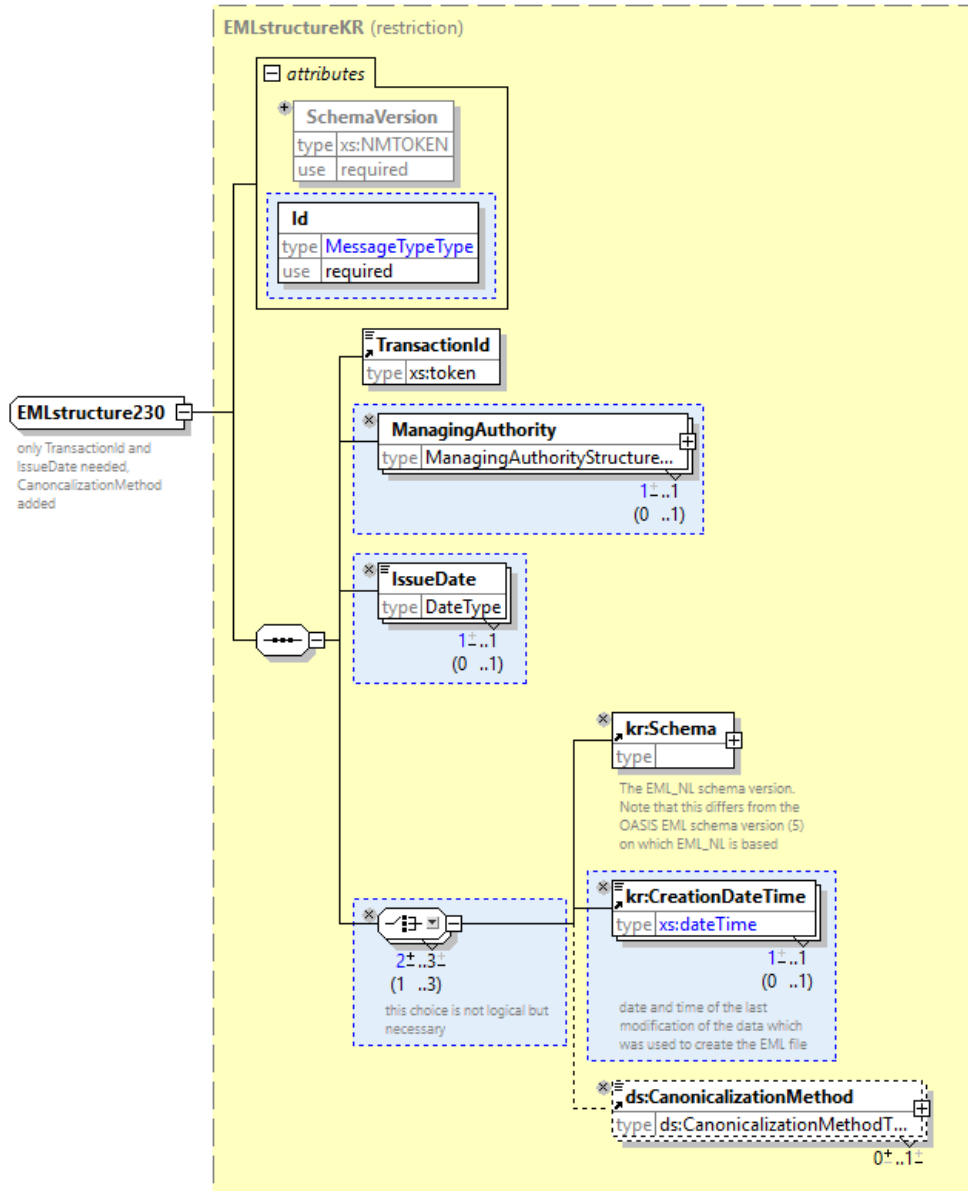 EMLstructureKR (restriction)
attributes
SchemaVersion
type xs:NMTOKEN
use required
Id
type MessageTypeType
use required
TransactionId
type xs:token
EMLstructure230
only TransactionId and
IssueDate needed,
CanoncalizationMethod
added
ManagingAuthority
type ManagingAuthorityStructure...
1±..1
(0 ..1)
IssueDate
type DateType
1±..1
(0 ..1)
kr:Schema
type
The EML_NL schema version.
Note that this differs from the
OASIS EML schema version (5)
on which EML_NL is based
2±..3±
(1 ..3)
this choice is not logical but
necessary
kr:CreationDateTime
type xs:dateTime
1±..1
(0 ..1)
date and time of the last
modification of the data which
was used to create the EML file
ds:CanonicalizationMethod
type ds:CanonicalizationMethodT...
0±..1±